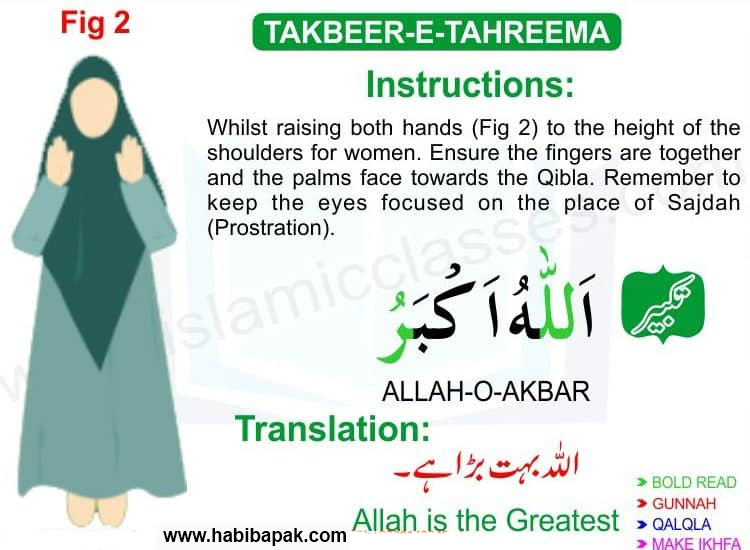 Fig 2
TAKBEER-E-TAHREEMA
Instructions:
Whilst raising both hands (Fig 2) to the height of the
shoulders for women. Ensure the fingers are together
and the palms face towards the Qibla. Remember to
keep the eyes focused on the place of Sajdah
(Prostration).
اَللّٰهُ اَكْبَرُ
تکبیر
ALLAH-O-AKBAR
Translation:
اللہ بہت بڑا ہے۔
Allah is the Greatest
➤ BOLD READ
➤ GUNNAH
➤ QALQLA
➤ MAKE IKHFA
www.habibapak.com